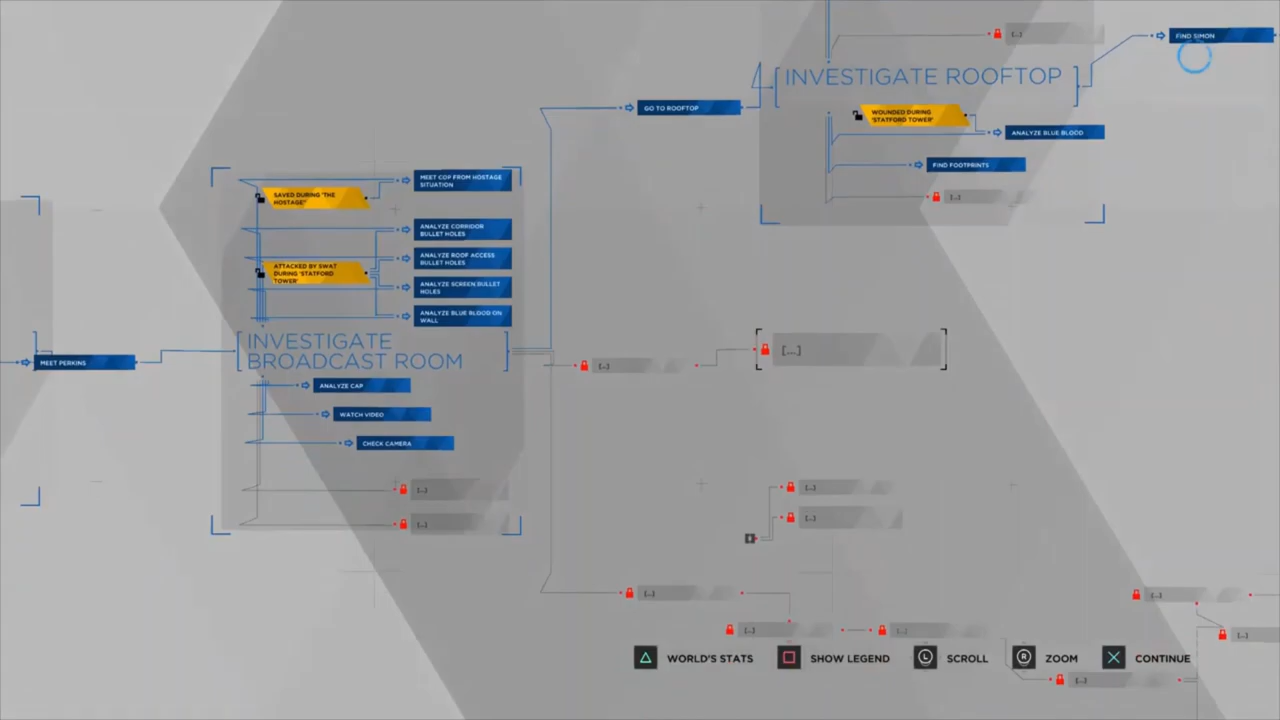 [...]
FIND SIMON
INVESTIGATE ROOFTOP
GO TO ROOFTOP
WOUNDED DURING
'STATFORD TOWER'
ANALYZE BLUE BLOOD
FIND FOOTPRINTS
[...]
MEET COP FROM HOSTAGE
SITUATION
SAVED DURING 'THE
HOSTAGE'
ANALYZE CORRIDOR
BULLET HOLES
ANALYZE ROOF ACCESS
BULLET HOLES
ATTACKED BY SWAT
DURING 'STATFORD
TOWER'
ANALYZE SCREEN BULLET
HOLES
ANALYZE BLUE BLOOD ON
WALL
INVESTIGATE
BROADCAST ROOM
MEET PERKINS
[...]
[...]
ANALYZE CAP
WATCH VIDEO
CHECK CAMERA
[...]
[...]
[...]
[...]
[...]
[...]
[...]
[...]
[...]
WORLD'S STATS
SHOW LEGEND
L
SCROLL
R
ZOOM
CONTINUE
[...]